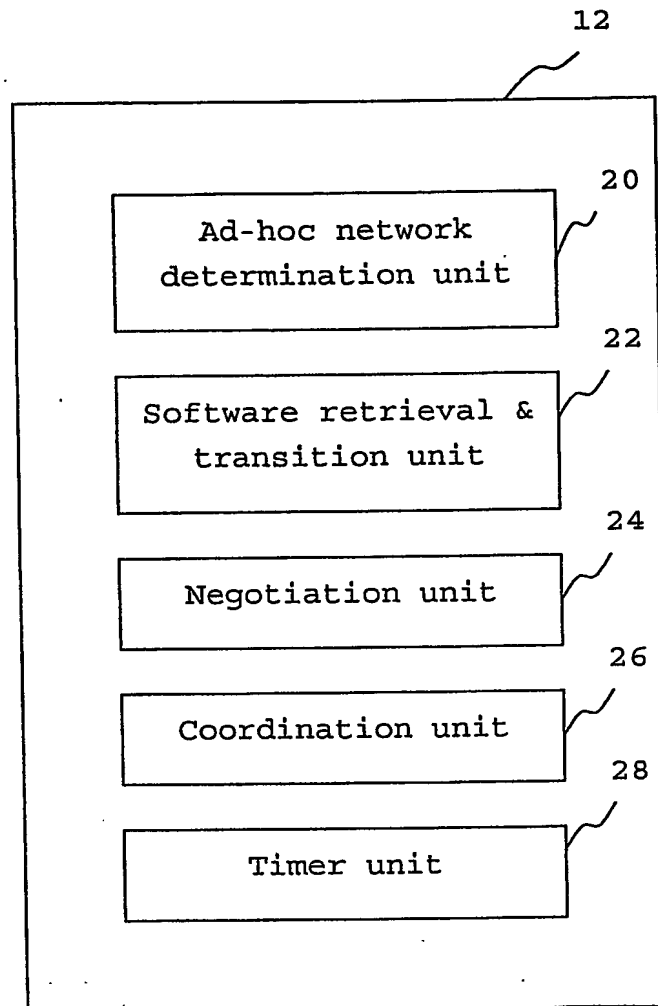 12
20
Ad-hoc network
determination unit
22
Software retrieval &
transition unit
24
Negotiation unit
26
Coordination unit
28
Timer unit